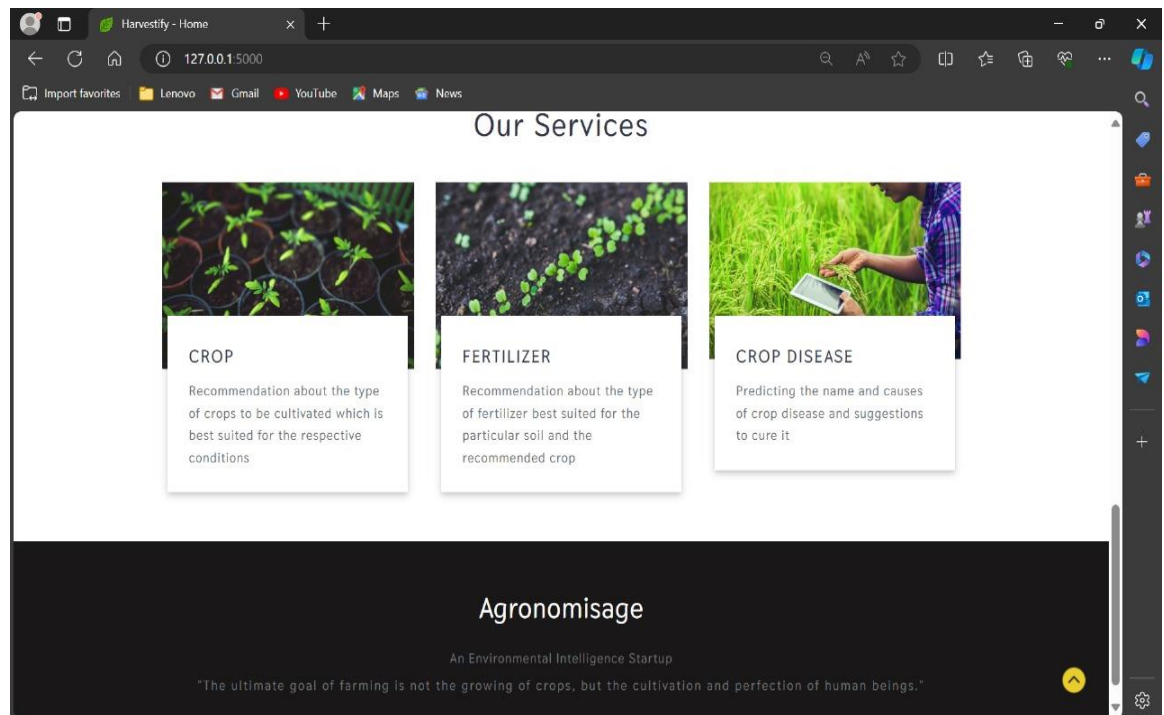 Harvestify - Home
127.0.0.1:5000
Import favorites Lenovo Gmail YouTube Maps News
Our Services
CROP
Recommendation about the type
of crops to be cultivated which is
best suited for the respective
conditions
FERTILIZER
Recommendation about the type
of fertilizer best suited for the
particular soil and the
recommended crop
CROP DISEASE
Predicting the name and causes
of crop disease and suggestions
to cure it
Agronomisage
An Environmental Intelligence Startup
"The ultimate goal of farming is not the growing of crops, but the cultivation and perfection of human beings."